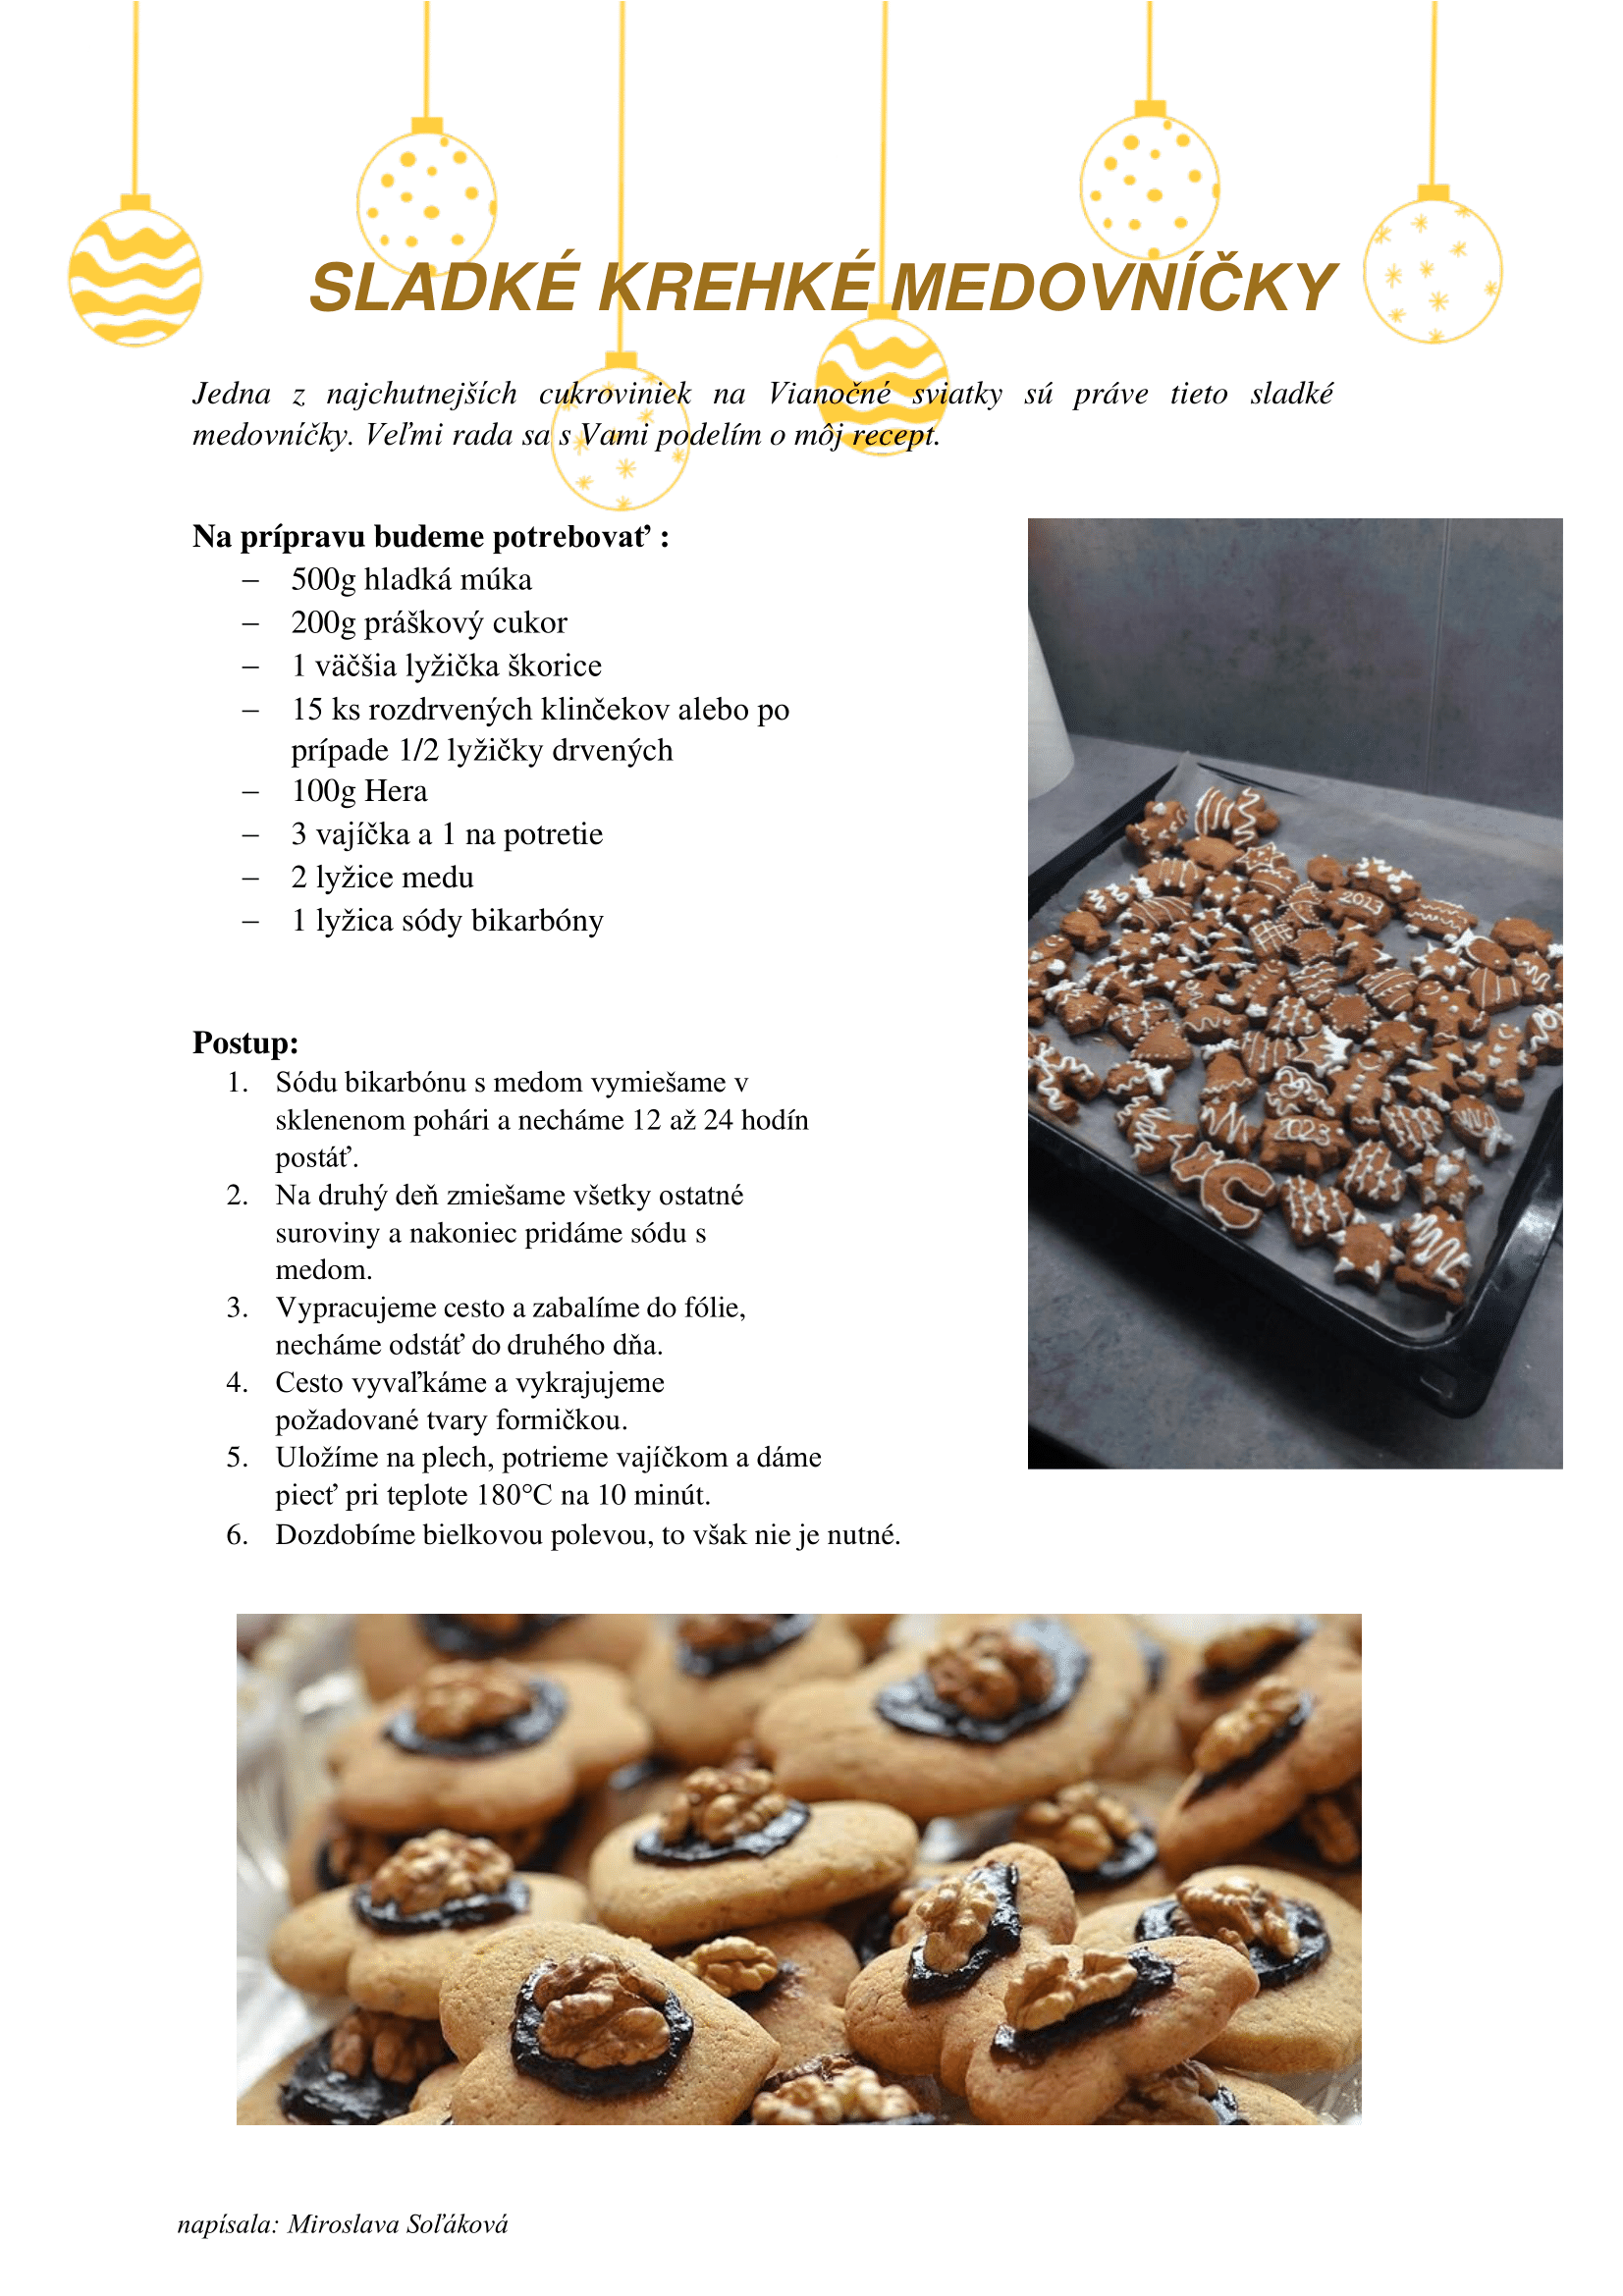 SLADKÉ KREHKÉ MEDOVNÍČKY
Jedna z najchutnejších cukroviniek na Vianočné sviatky sú práve tieto sladké
medovníčky. Veľmi rada sa s Vami podelím o môj recept.
Na prípravu budeme potrebovať :
– 500g hladká múka
– 200g práškový cukor
– 1 väčšia lyžička škorice
– 15 ks rozdrvených klinčekov alebo po
prípade 1/2 lyžičky drvených
– 100g Hera
– 3 vajíčka a 1 na potretie
– 2 lyžice medu
– 1 lyžica sódy bikarbóny
2023
2023
Postup:
1. Sódu bikarbónu s medom vymiešame v
sklenenom pohári a necháme 12 až 24 hodín
postáť.
2. Na druhý deň zmiešame všetky ostatné
suroviny a nakoniec pridáme sódu s
medom.
3. Vypracujeme cesto a zabalíme do fólie,
necháme odstáť do druhého dňa.
4. Cesto vyvaľkáme a vykrajujeme
požadované tvary formičkou.
5. Uložíme na plech, potrieme vajíčkom a dáme
piecť pri teplote 180°C na 10 minút.
6. Dozdobíme bielkovou polevou, to však nie je nutné.
napísala: Miroslava Soľáková